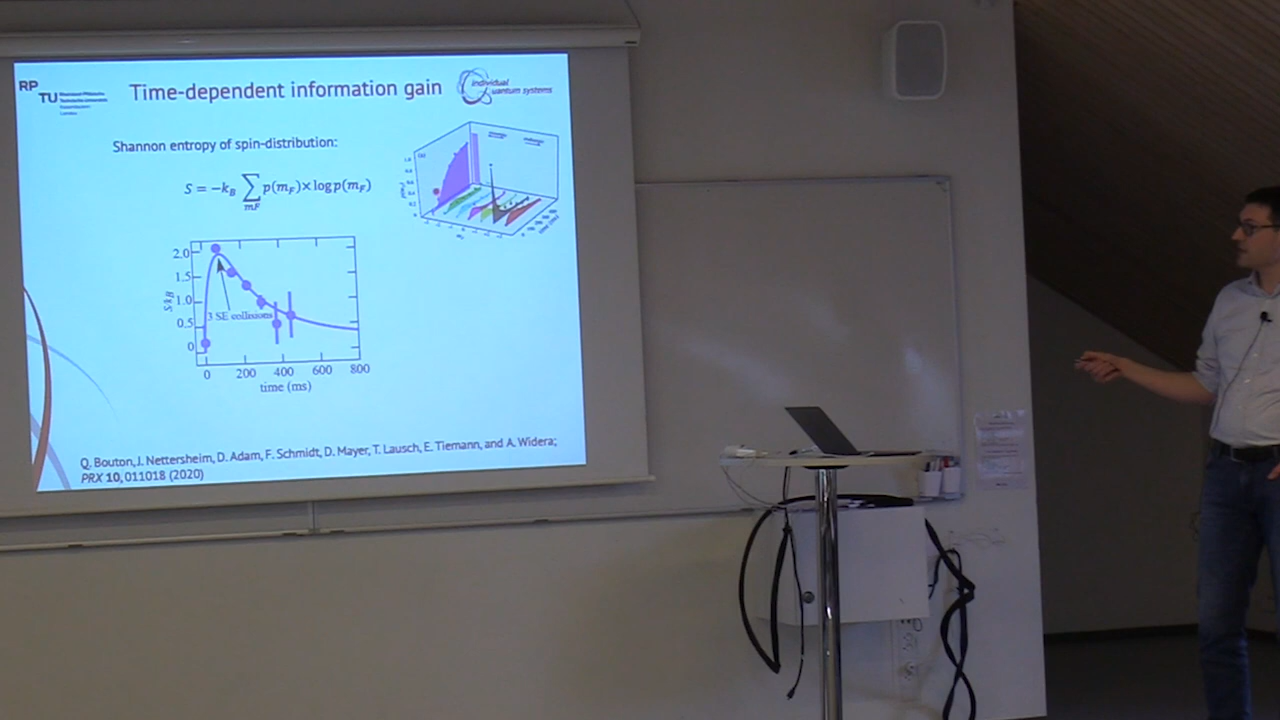 RP
TU
Time-dependent information gain
individual
quantum systems
Shannon entropy of spin-distribution:
S = −k_B ∑ p(m_F)×log p(m_F)
mF
2.0
1.5
1.0
0.5
0
S/k_B
3 SE collisions
0 200 400 600 800
time (ms)
Q. Bouton, J. Nettersheim, D. Adam, F. Schmidt, D. Mayer, T. Lausch, E. Tiemann, and A. Widera;
PRX 10, 011018 (2020)